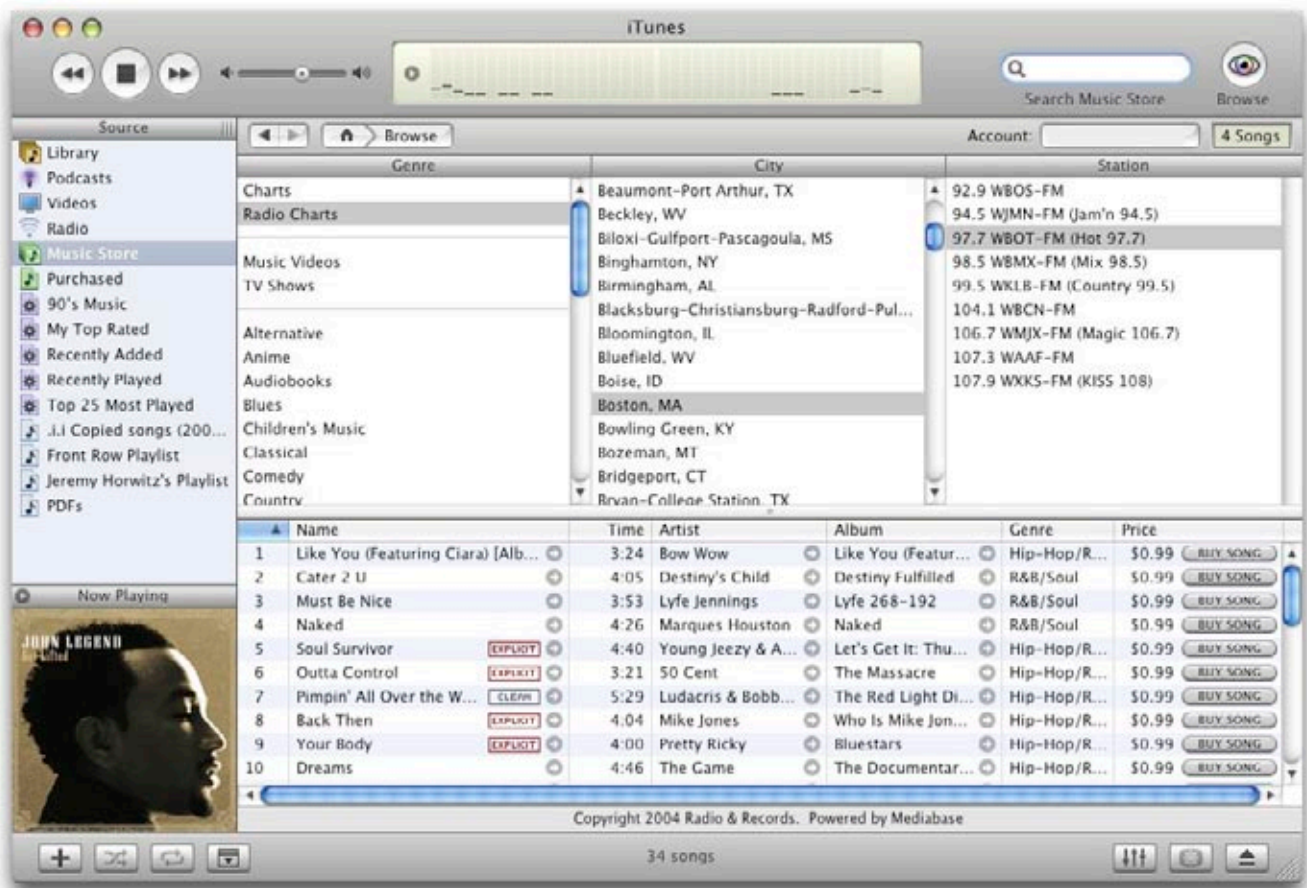 iTunes
Search Music Store
Browse
Source
Library
Podcasts
Videos
Radio
Music Store
Purchased
90's Music
My Top Rated
Recently Added
Recently Played
Top 25 Most Played
.i.i Copied songs (200...
Front Row Playlist
Jeremy Horwitz's Playlist
PDFs
Now Playing
JOHN LEGEND
Browse
Account:
4 Songs
Genre
Charts
Radio Charts
Music Videos
TV Shows
Alternative
Anime
Audiobooks
Blues
Children's Music
Classical
Comedy
Country
City
Beaumont-Port Arthur, TX
Beckley, WV
Biloxi-Gulfport-Pascagoula, MS
Binghamton, NY
Birmingham, AL
Blacksburg-Christiansburg-Radford-Pul...
Bloomington, IL
Bluefield, WV
Boise, ID
Boston, MA
Bowling Green, KY
Bozeman, MT
Bridgeport, CT
Bryan-College Station, TX
Station
92.9 WBOS-FM
94.5 WJMN-FM (Jam'n 94.5)
97.7 WBOT-FM (Hot 97.7)
98.5 WBMX-FM (Mix 98.5)
99.5 WKLB-FM (Country 99.5)
104.1 WBCN-FM
106.7 WMJX-FM (Magic 106.7)
107.3 WAAF-FM
107.9 WXKS-FM (KISS 108)
Name Time Artist Album Genre Price
1 Like You (Featuring Ciara) [Alb... 3:24 Bow Wow Like You (Featur... Hip-Hop/R... $0.99 BUY SONG
2 Cater 2 U 4:05 Destiny's Child Destiny Fulfilled R&B/Soul $0.99 BUY SONG
3 Must Be Nice 3:53 Lyfe Jennings Lyfe 268-192 R&B/Soul $0.99 BUY SONG
4 Naked 4:26 Marques Houston Naked R&B/Soul $0.99 BUY SONG
5 Soul Survivor EXPLICIT 4:40 Young Jeezy & A... Let's Get It: Thu... Hip-Hop/R... $0.99 BUY SONG
6 Outta Control EXPLICIT 3:21 50 Cent The Massacre Hip-Hop/R... $0.99 BUY SONG
7 Pimpin' All Over the W... CLEAN 5:29 Ludacris & Bobb... The Red Light Di... Hip-Hop/R... $0.99 BUY SONG
8 Back Then EXPLICIT 4:04 Mike Jones Who Is Mike Jon... Hip-Hop/R... $0.99 BUY SONG
9 Your Body EXPLICIT 4:00 Pretty Ricky Bluestars Hip-Hop/R... $0.99 BUY SONG
10 Dreams 4:46 The Game The Documentar... Hip-Hop/R... $0.99 BUY SONG
Copyright 2004 Radio & Records. Powered by Mediabase
34 songs